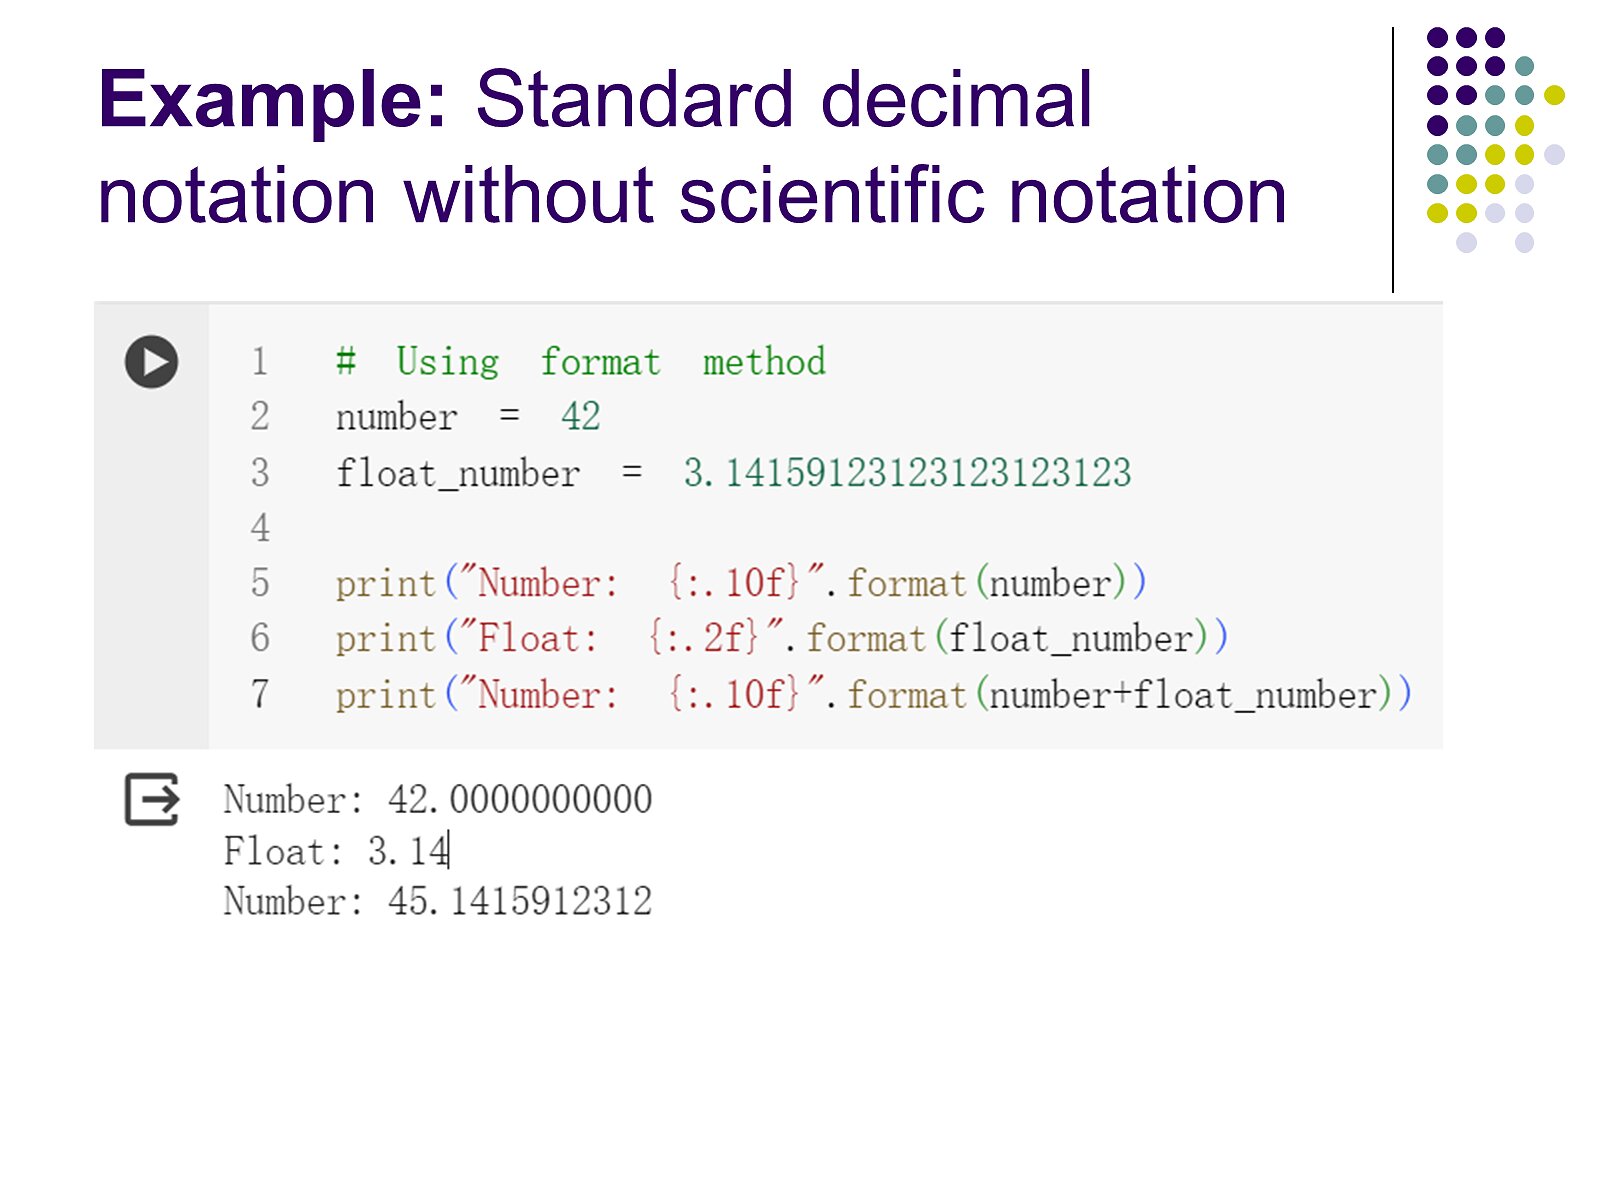 Example: Standard decimal
notation without scientific notation
1 # Using format method
2 number = 42
3 float_number = 3.14159123123123123123
4
5 print("Number: {:.10f}".format(number))
6 print("Float: {:.2f}".format(float_number))
7 print("Number: {:.10f}".format(number+float_number))
Number: 42.0000000000
Float: 3.14
Number: 45.1415912312